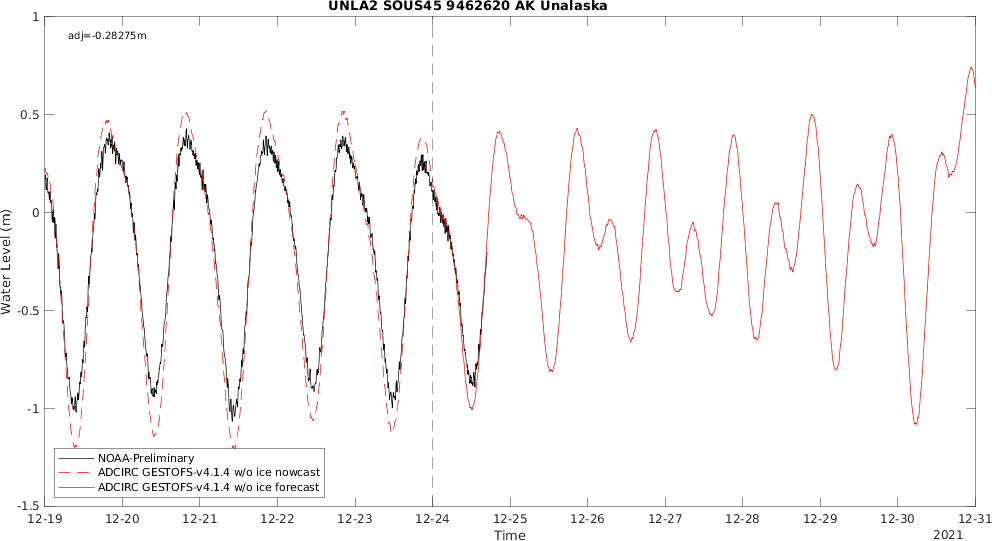 UNLA2 SOUS45 9462620 AK Unalaska
adj=-0.28275m
1
0.5
0
-0.5
-1
-1.5
Water Level (m)
NOAA-Preliminary
ADCIRC GESTOFS-v4.1.4 w/o ice nowcast
ADCIRC GESTOFS-v4.1.4 w/o ice forecast
12-19 12-20 12-21 12-22 12-23 12-24 12-25 12-26 12-27 12-28 12-29 12-30 12-31
Time
2021